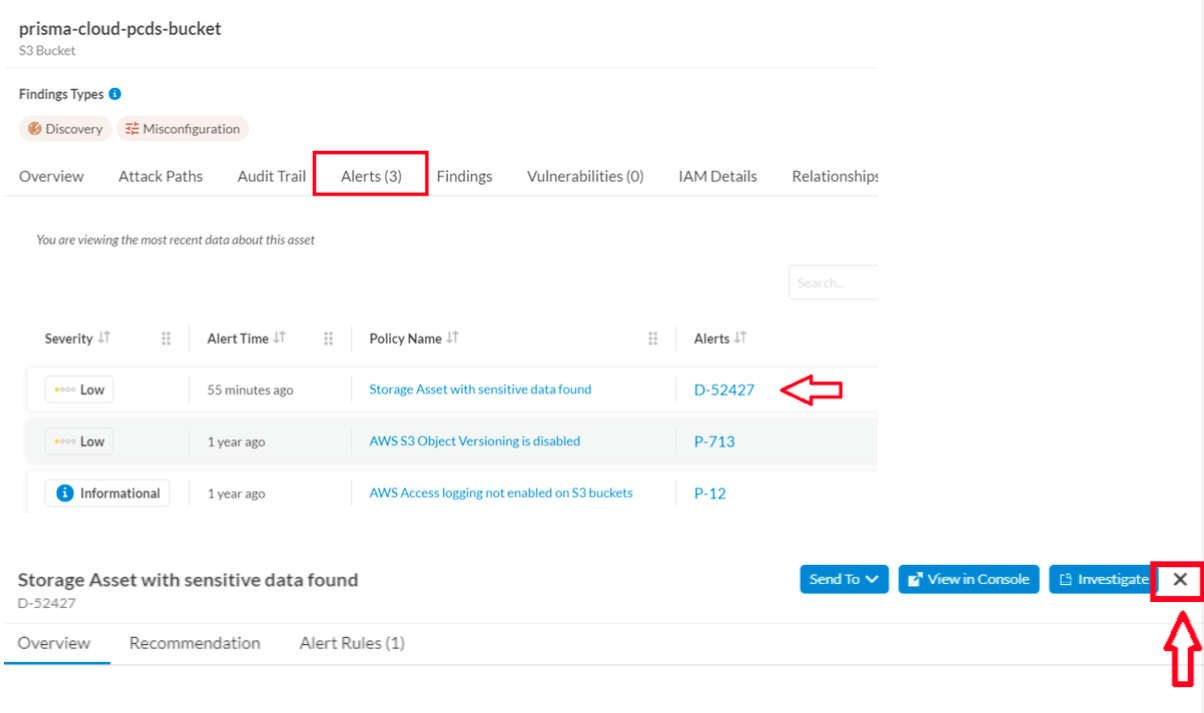 prisma-cloud-pcds-bucket
S3 Bucket
Findings Types
Discovery Misconfiguration
Overview Attack Paths Audit Trail Alerts (3) Findings Vulnerabilities (0) IAM Details Relationships
You are viewing the most recent data about this asset
Search...
Severity Alert Time Policy Name Alerts
Low 55 minutes ago Storage Asset with sensitive data found D-52427
Low 1 year ago AWS S3 Object Versioning is disabled P-713
Informational 1 year ago AWS Access logging not enabled on S3 buckets P-12
Storage Asset with sensitive data found Send To View in Console Investigate
D-52427
Overview Recommendation Alert Rules (1)